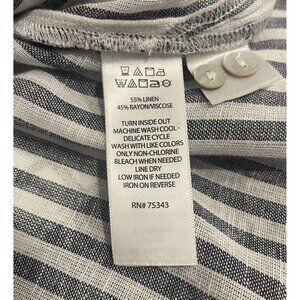 55% LINEN
45% RAYON/VISCOSE
TURN INSIDE OUT
MACHINE WASH COOL -
DELICATE CYCLE
WASH WITH LIKE COLORS
ONLY NON-CHLORINE
BLEACH WHEN NEEDED
LINE DRY
LOW IRON IF NEEDED
IRON ON REVERSE
RN# 75343